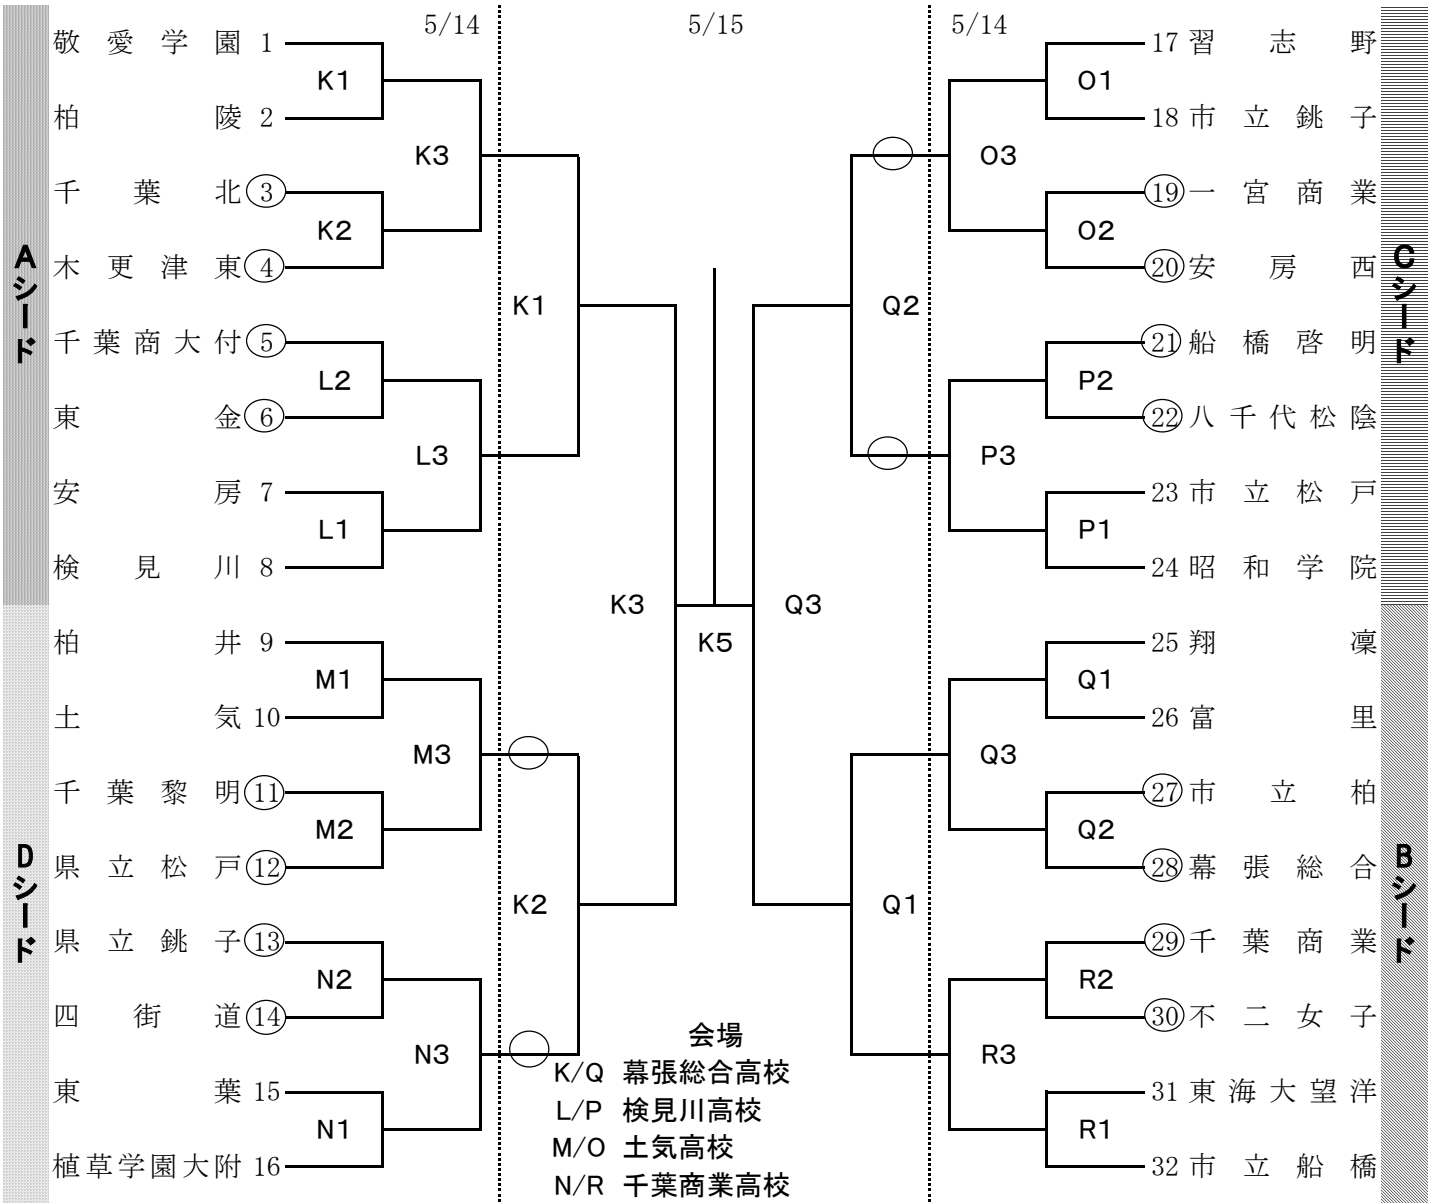 5/14 5/15 5/14
Aシード
敬愛学園 1
柏陵 2
千葉北 ③
木更津東 ④
千葉商大付 ⑤
東金 ⑥
安房 7
検見川 8
Dシード
柏井 9
土気 10
千葉黎明 ⑪
県立松戸 ⑫
県立銚子 ⑬
四街道 ⑭
東葉 15
植草学園大附 16
K1
K2
L2
L1
M1
M2
N2
N1
K3
L3
M3
N3
K1
K2
K3
K5
Q3
Q2
Q1
O3
P3
Q3
R3
O1
O2
P2
P1
Q1
Q2
R2
R1
17 習志野
18 市立銚子
⑲ 一宮商業
⑳ 安房西
㉑ 船橋啓明
㉒ 八千代松陰
23 市立松戸
24 昭和学院
Cシード
25 翔凜
26 富里
㉗ 市立柏
㉘ 幕張総合
㉙ 千葉商業
㉚ 不二女子
31 東海大望洋
32 市立船橋
Bシード
会場
K/Q 幕張総合高校
L/P 検見川高校
M/O 土気高校
N/R 千葉商業高校